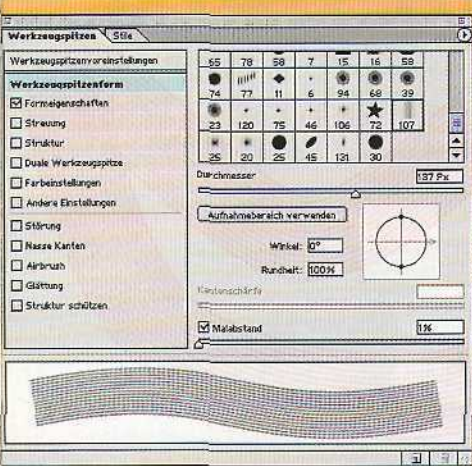 Werkzeugspitzen Stile
Werkzeugspitzenvoreinstellungen
Werkzeugspitzenform
Formeigenschaften
Streuung
Struktur
Duale Werkzeugspitze
Farbeinstellungen
Andere Einstellungen
Störung
Nasse Kanten
Airbrush
Glättung
Struktur schützen
65 78 58 7 15 16 58
74 77 11 6 94 68 39
23 120 75 46 106 72 107
25 20 25 45 131 30
Durchmesser 137 Px
Aufnahmebereich verwenden
Winkel: 0°
Rundheit: 100%
Kantenschärfe
Malabstand 1%